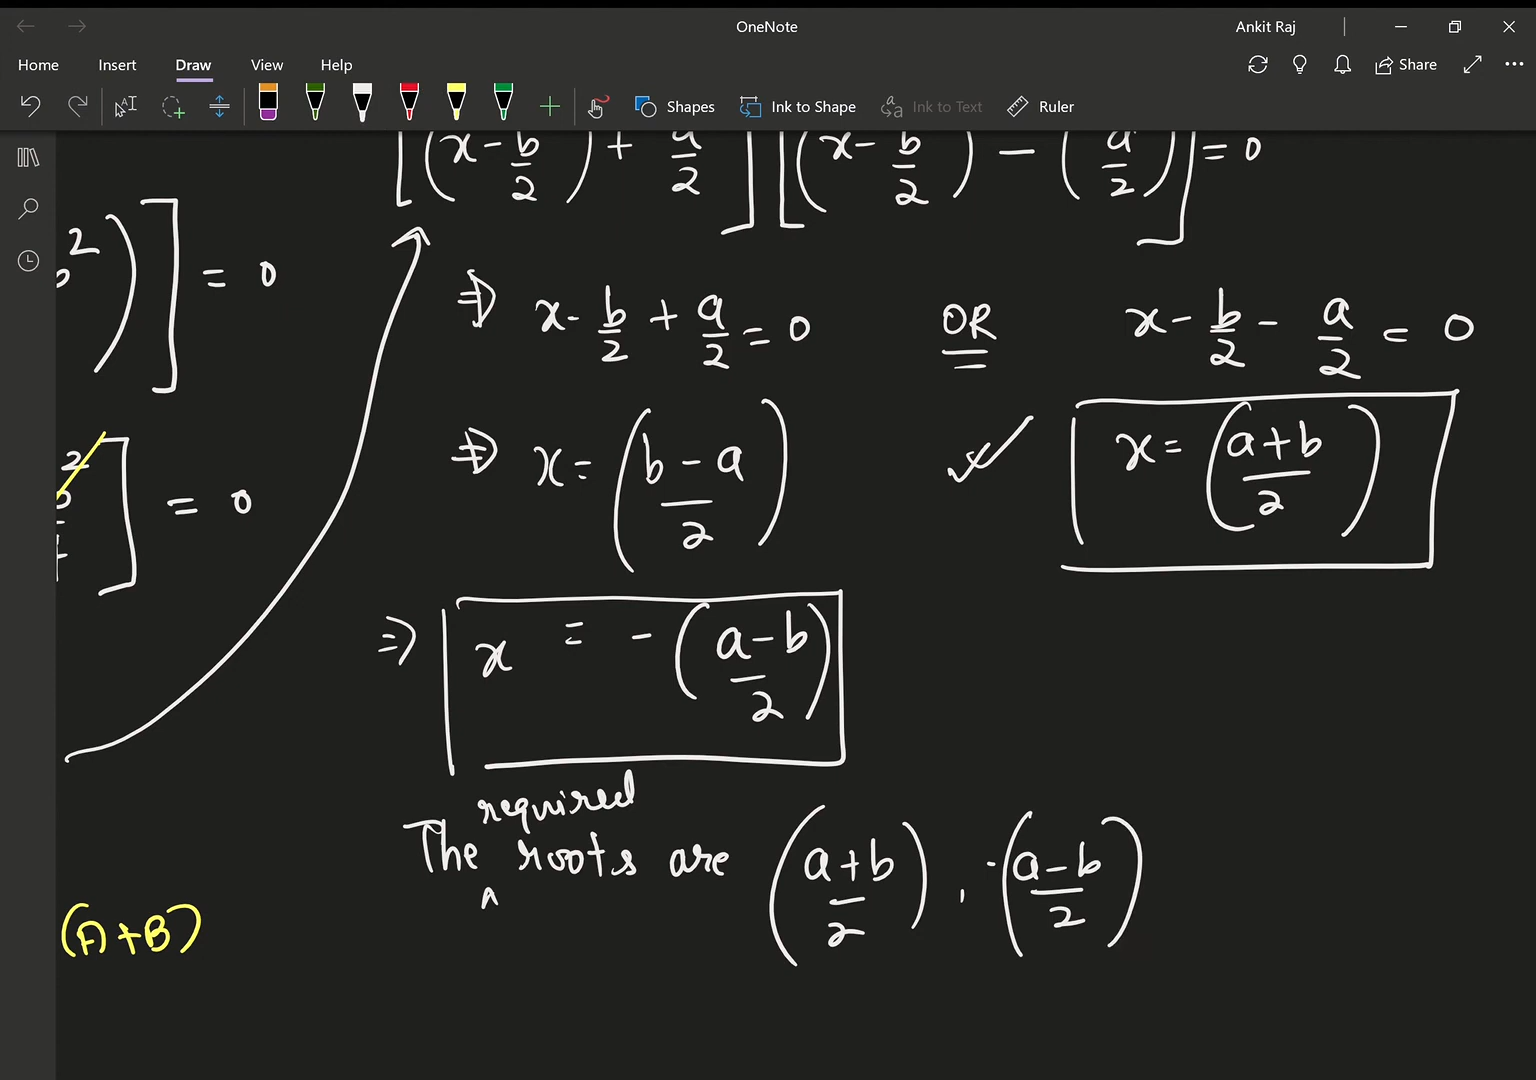 OneNote
Ankit Raj
Home Insert Draw View Help
Share
Shapes Ink to Shape Ink to Text Ruler
[(x - b/2) + a/2] [(x - b/2) - (a/2)] = 0
2)] = 0
⇒ x - b/2 + a/2 = 0 OR x - b/2 - a/2 = 0
2] = 0
⇒ x = (b - a/2) ✓ x = (a + b/2)
⇒ x = - (a - b/2)
The required roots are (a + b/2), -(a - b/2)
(A + B)